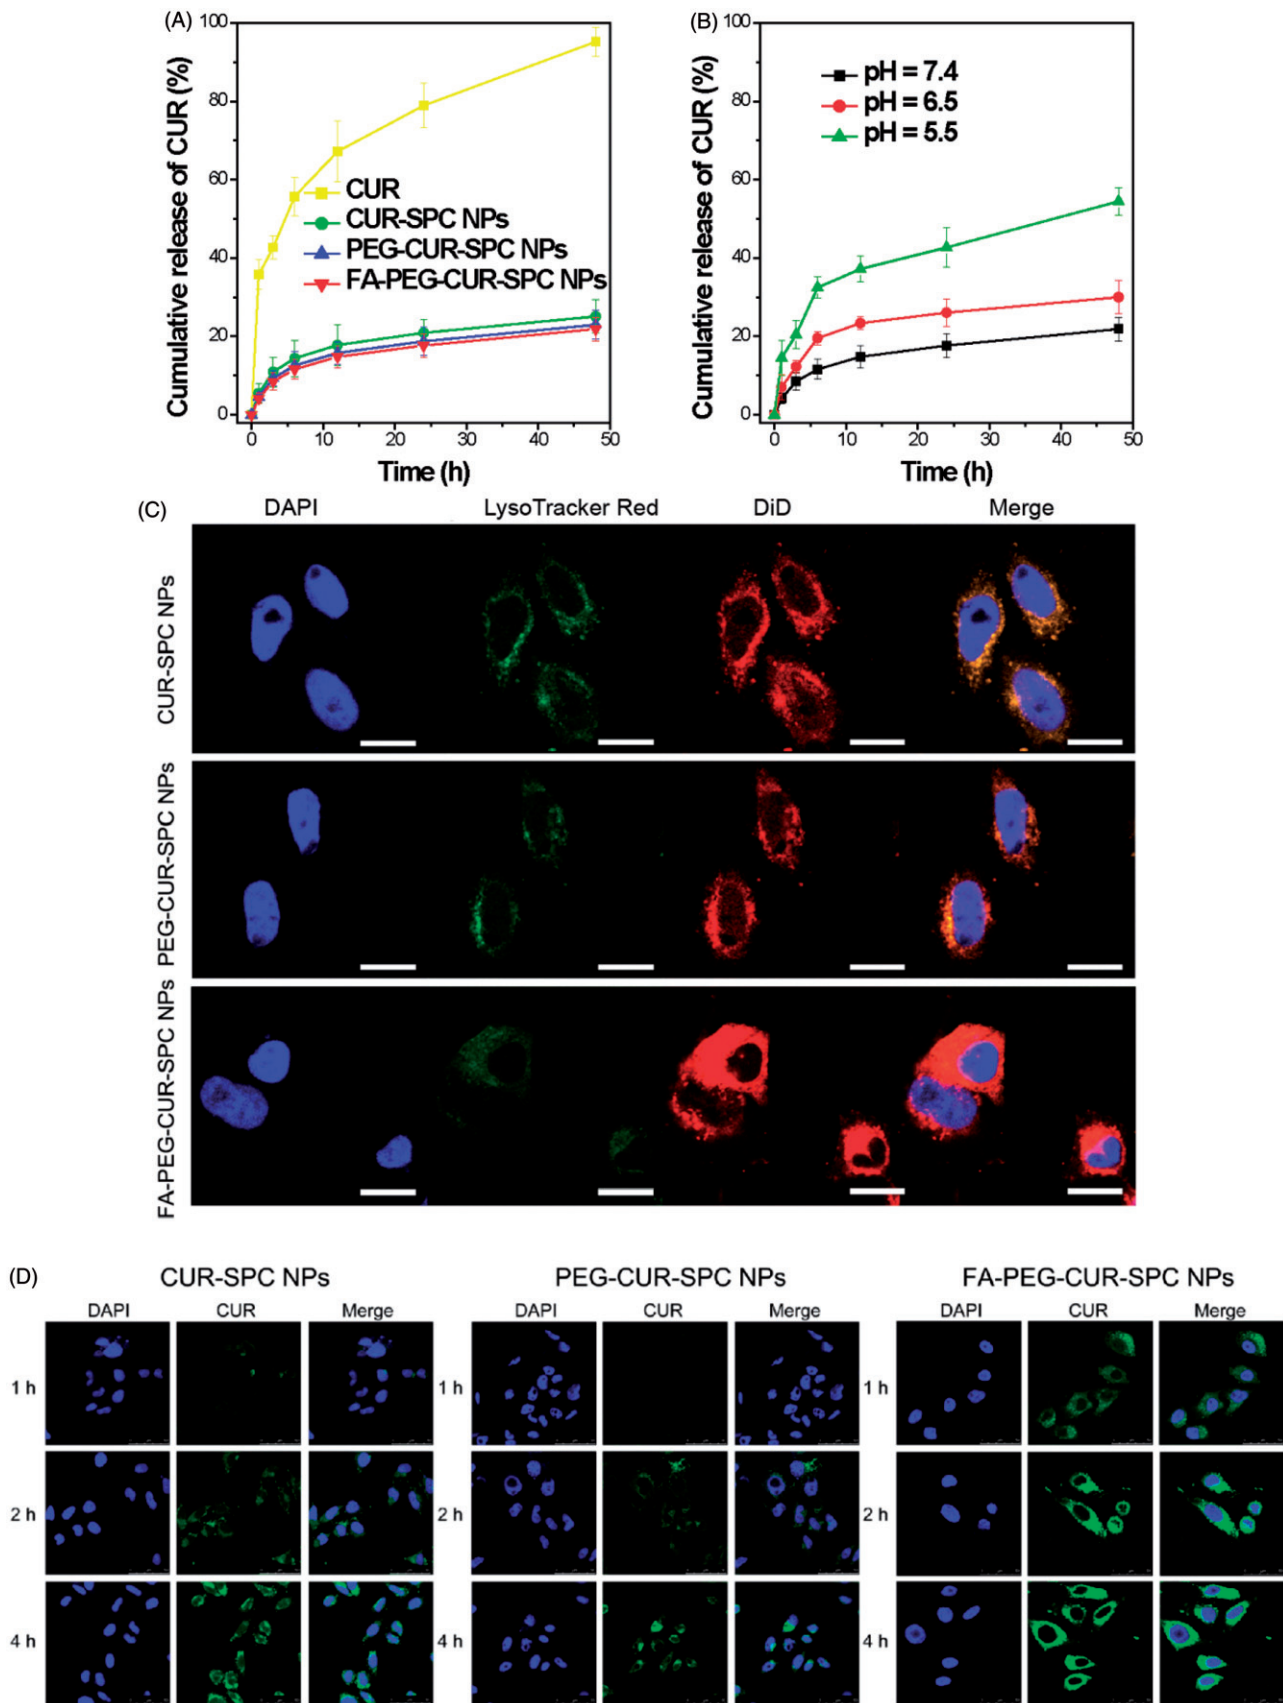 (A)
Cumulative release of CUR (%)
100
80
60
40
20
0
CUR
CUR-SPC NPs
PEG-CUR-SPC NPs
FA-PEG-CUR-SPC NPs
0 10 20 30 40 50
Time (h)
(B)
Cumulative release of CUR (%)
100
80
60
40
20
0
pH = 7.4
pH = 6.5
pH = 5.5
0 10 20 30 40 50
Time (h)
(C)
DAPI LysoTracker Red DiD Merge
CUR-SPC NPs
PEG-CUR-SPC NPs
FA-PEG-CUR-SPC NPs
(D)
CUR-SPC NPs
DAPI CUR Merge
1 h
2 h
4 h
PEG-CUR-SPC NPs
DAPI CUR Merge
1 h
2 h
4 h
FA-PEG-CUR-SPC NPs
DAPI CUR Merge
1 h
2 h
4 h